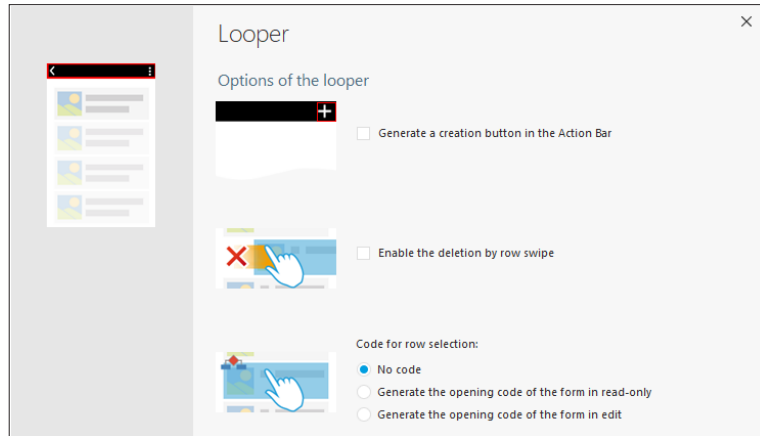 Looper
Options of the looper
Generate a creation button in the Action Bar
Enable the deletion by row swipe
Code for row selection:
No code
Generate the opening code of the form in read-only
Generate the opening code of the form in edit